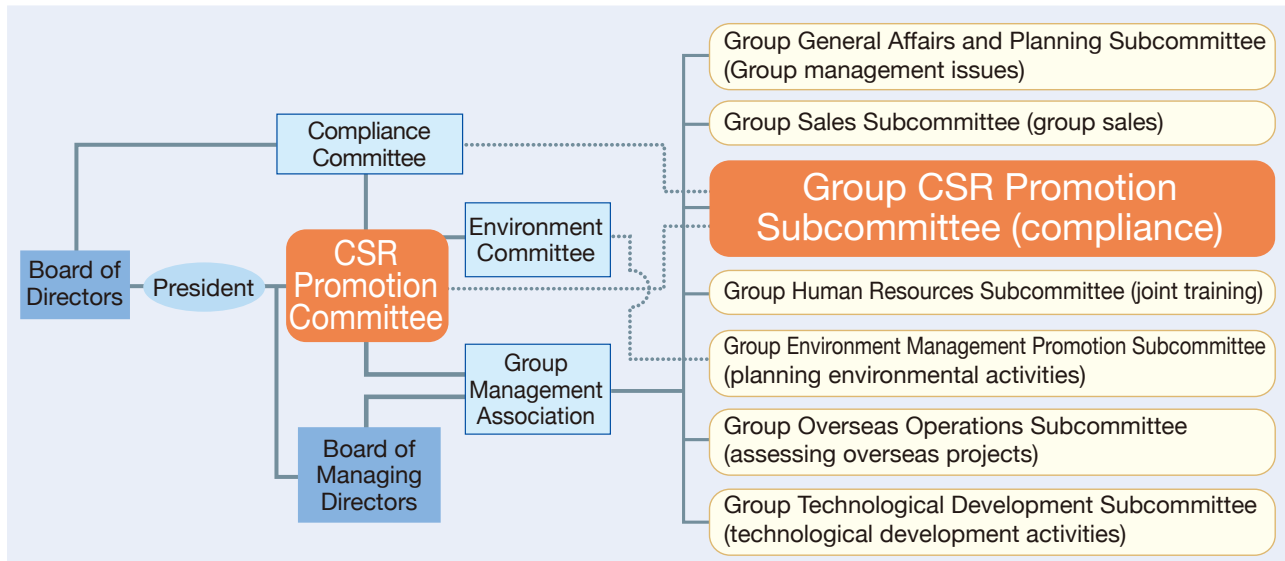 Board of
Directors
President
Compliance
Committee
CSR
Promotion
Committee
Environment
Committee
Group
Management
Association
Board of
Managing
Directors
Group General Affairs and Planning Subcommittee
(Group management issues)
Group Sales Subcommittee (group sales)
Group CSR Promotion
Subcommittee (compliance)
Group Human Resources Subcommittee (joint training)
Group Environment Management Promotion Subcommittee
(planning environmental activities)
Group Overseas Operations Subcommittee
(assessing overseas projects)
Group Technological Development Subcommittee
(technological development activities)